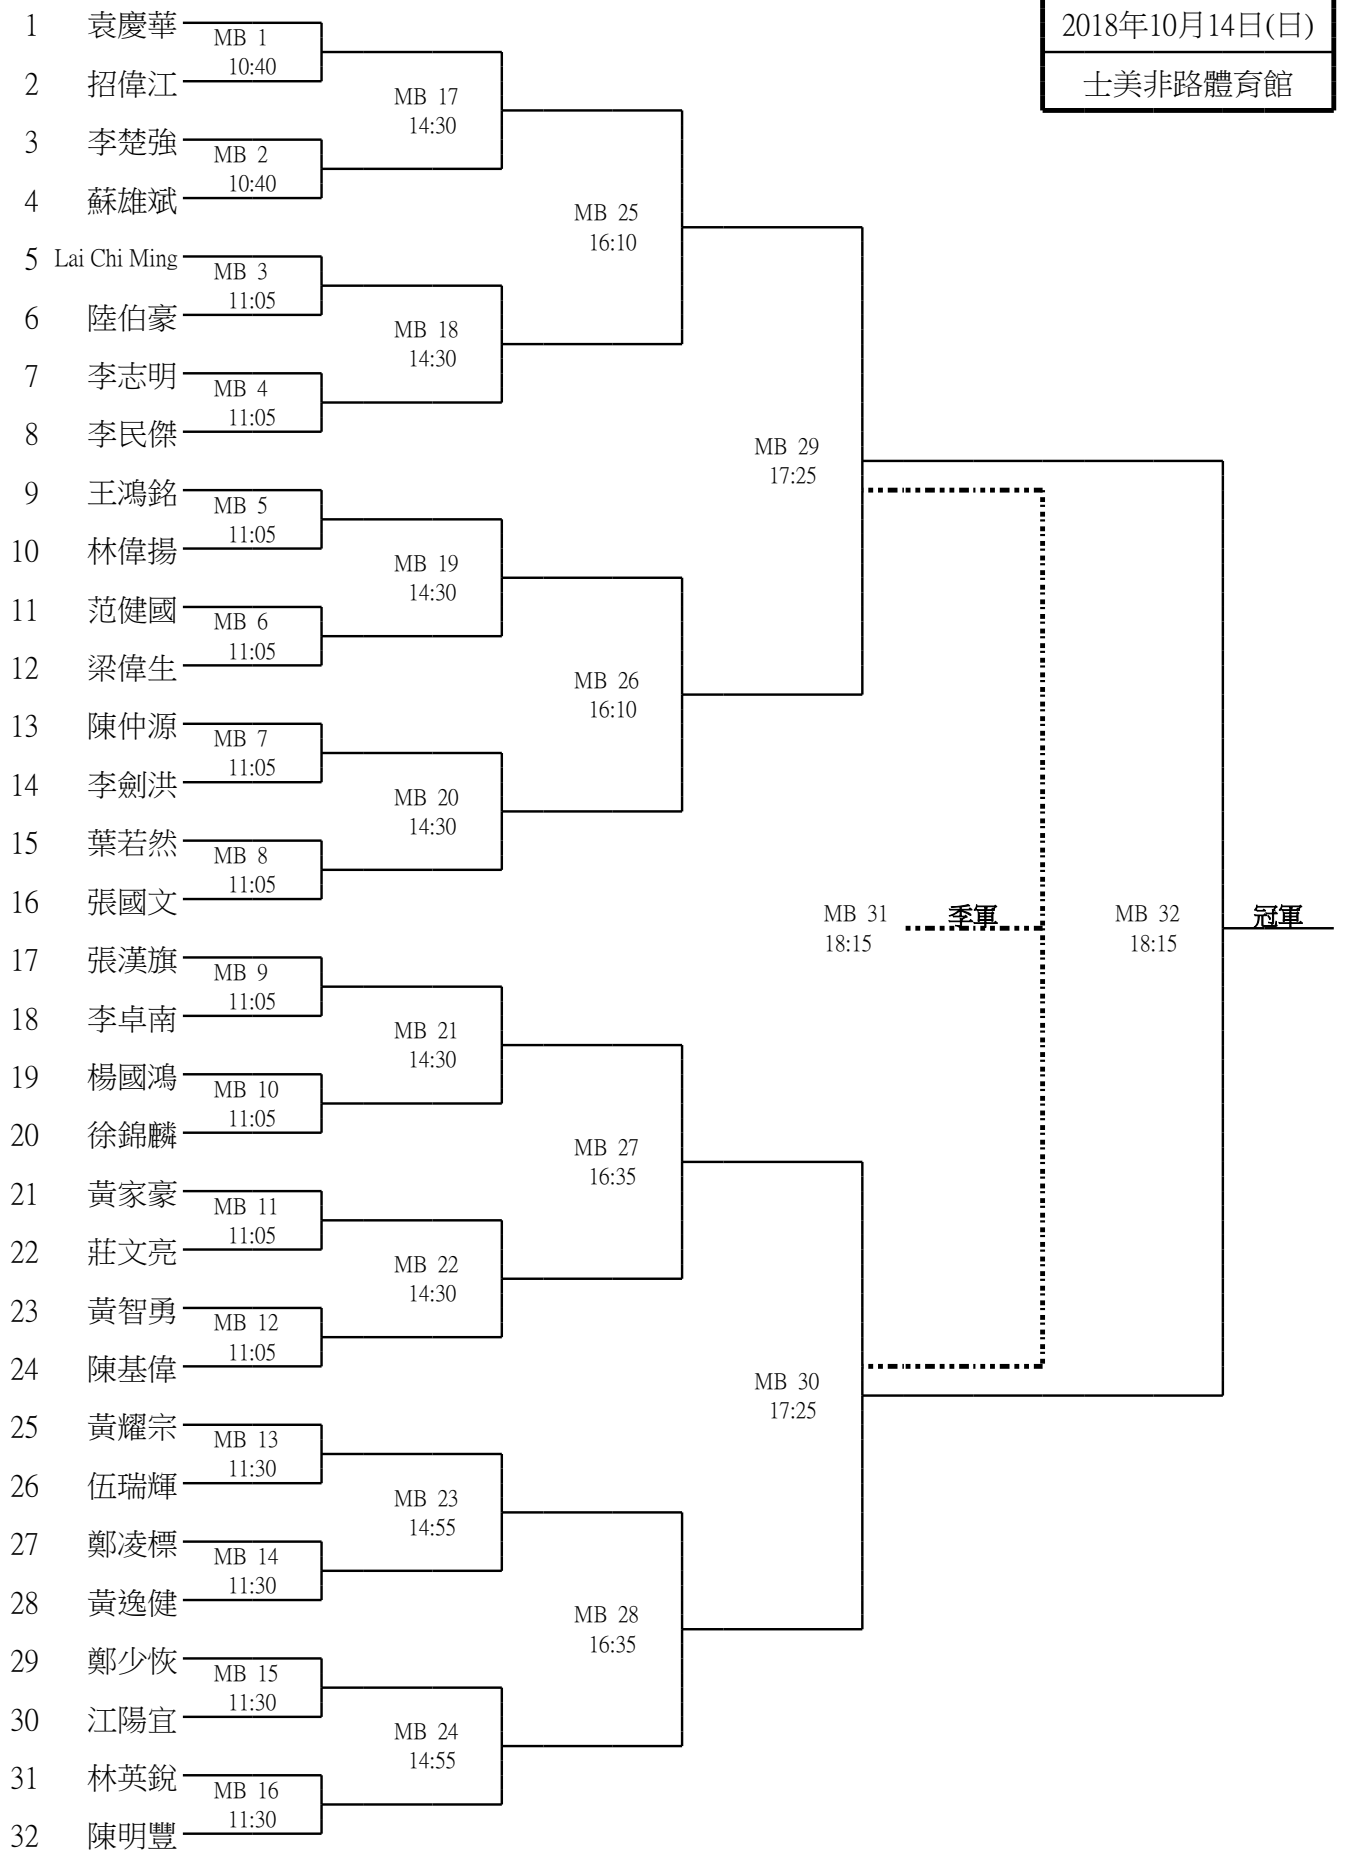 2018年10月14日(日)
士美非路體育館
1 袁慶華
MB 1
10:40
2 招偉江
MB 17
14:30
3 李楚強
MB 2
10:40
4 蘇雄斌
MB 25
16:10
5 Lai Chi Ming
MB 3
11:05
6 陸伯豪
MB 18
14:30
7 李志明
MB 4
11:05
8 李民傑
MB 29
17:25
9 王鴻銘
MB 5
11:05
10 林偉揚
MB 19
14:30
11 范健國
MB 6
11:05
12 梁偉生
MB 26
16:10
13 陳仲源
MB 7
11:05
14 李劍洪
MB 20
14:30
15 葉若然
MB 8
11:05
16 張國文
MB 31
18:15
季軍
MB 32
18:15
冠軍
17 張漢旗
MB 9
11:05
18 李卓南
MB 21
14:30
19 楊國鴻
MB 10
11:05
20 徐錦麟
MB 27
16:35
21 黃家豪
MB 11
11:05
22 莊文亮
MB 22
14:30
23 黃智勇
MB 12
11:05
24 陳基偉
MB 30
17:25
25 黃耀宗
MB 13
11:30
26 伍瑞輝
MB 23
14:55
27 鄭凌標
MB 14
11:30
28 黃逸健
MB 28
16:35
29 鄭少恢
MB 15
11:30
30 江陽宜
MB 24
14:55
31 林英銳
MB 16
11:30
32 陳明豐